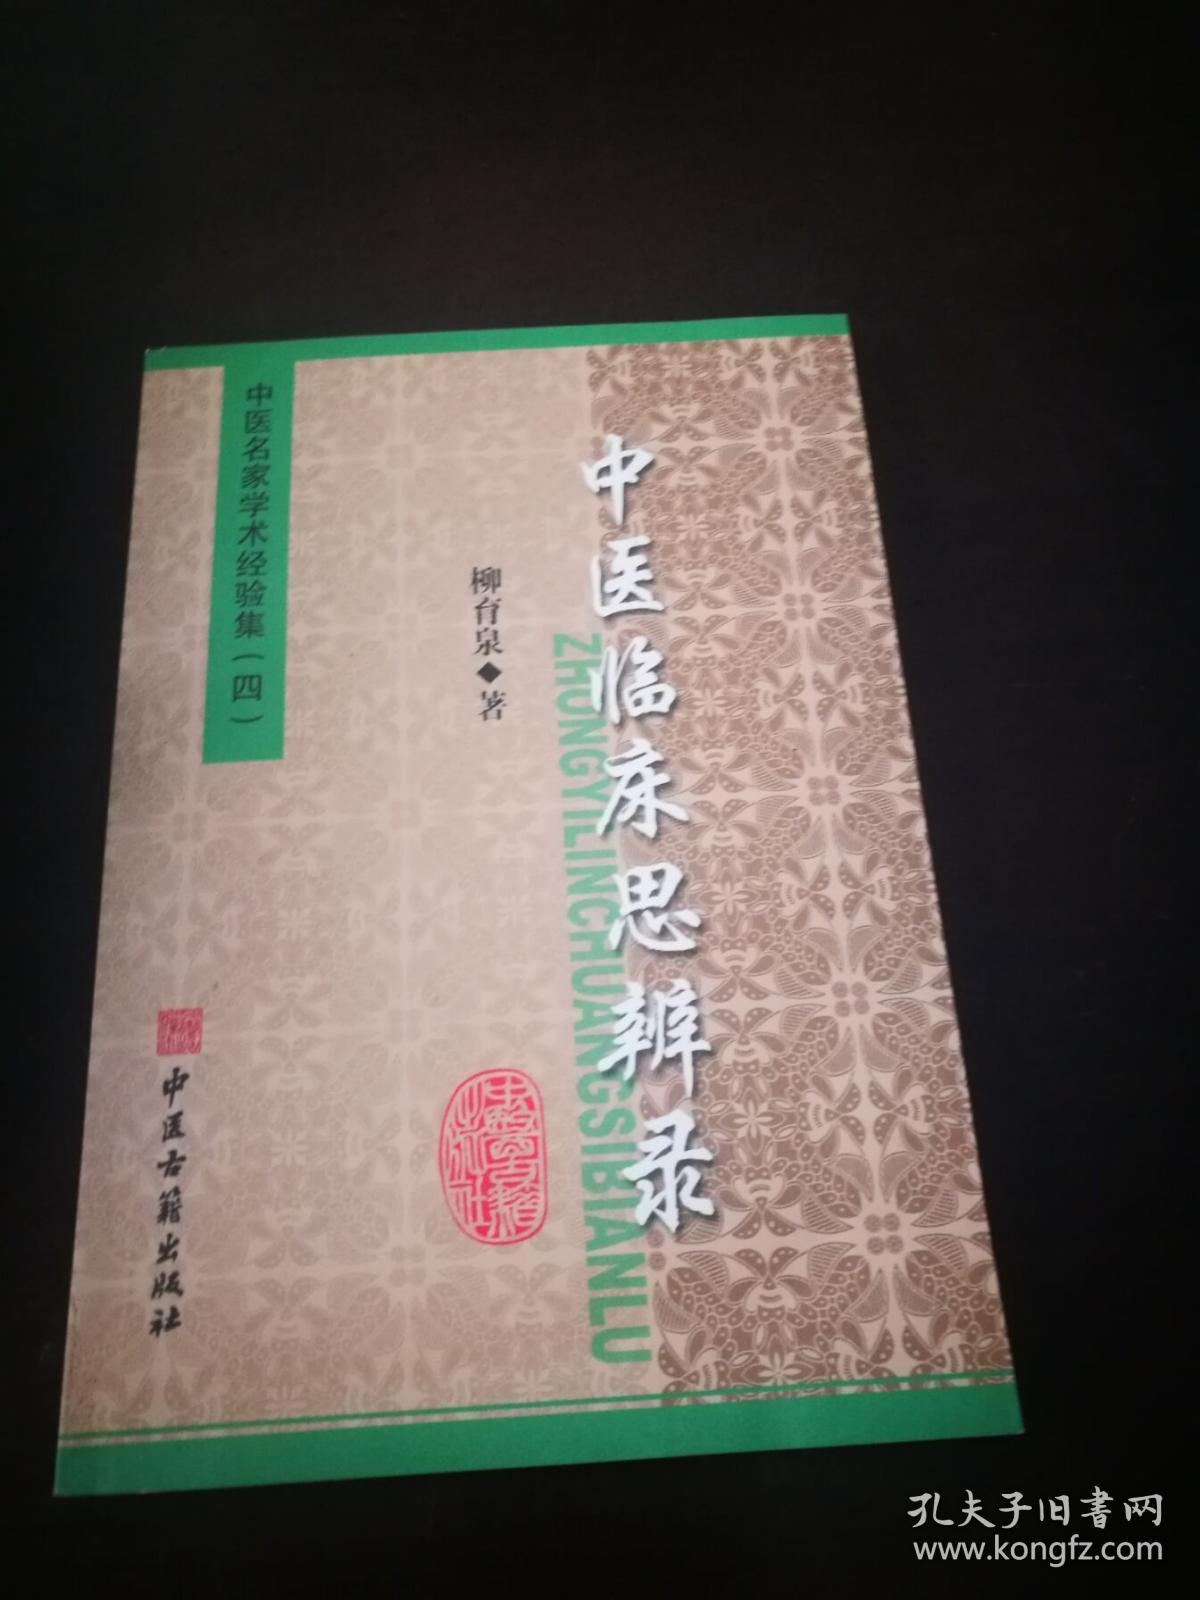 中医名家学术经验集(四)
中医临床思辨录
ZHONGYILINCHUANGSIBIANLU
柳育泉◆著
中医古籍出版社
孔夫子旧书网
www.kongfz.com